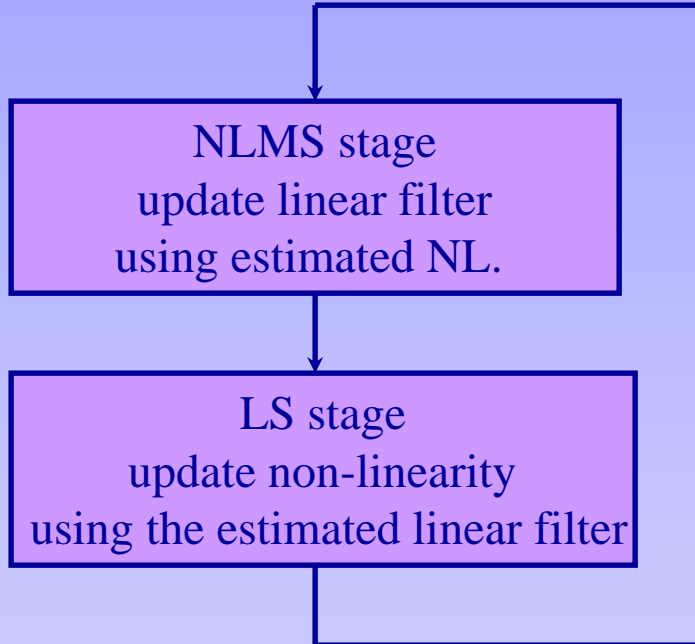 NLMS stage
update linear filter
using estimated NL.
LS stage
update non-linearity
using the estimated linear filter